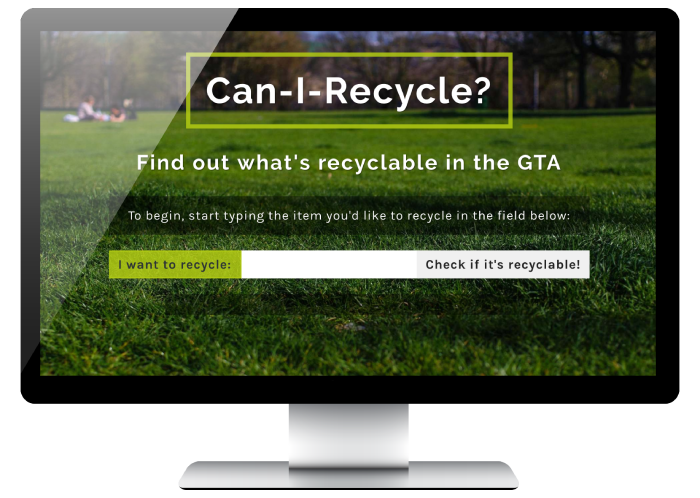 Can-I-Recycle?
Find out what's recyclable in the GTA
To begin, start typing the item you'd like to recycle in the field below:
I want to recycle: Check if it's recyclable!